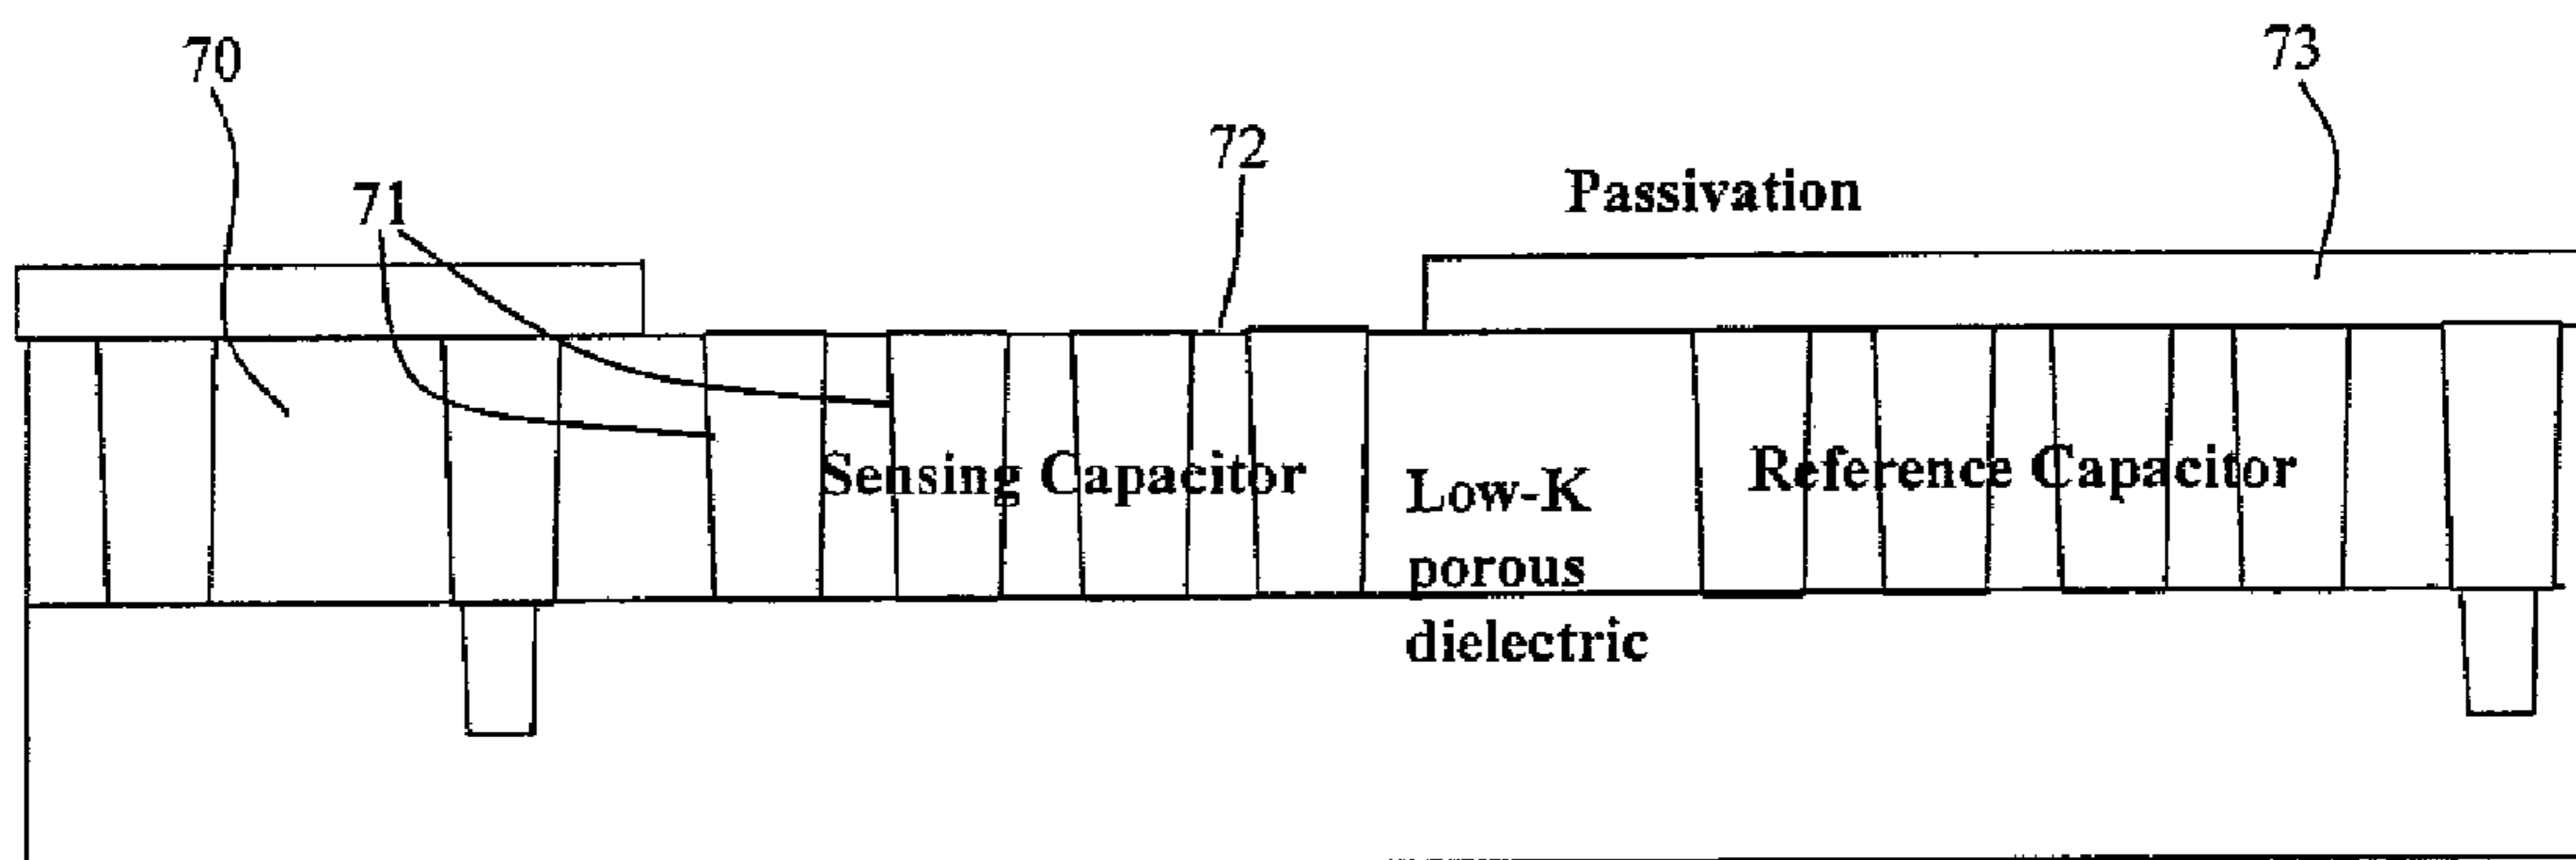 70
73
72
71
Passivation
Sensing Capacitor
Low-K
porous
dielectric
Reference Capacitor